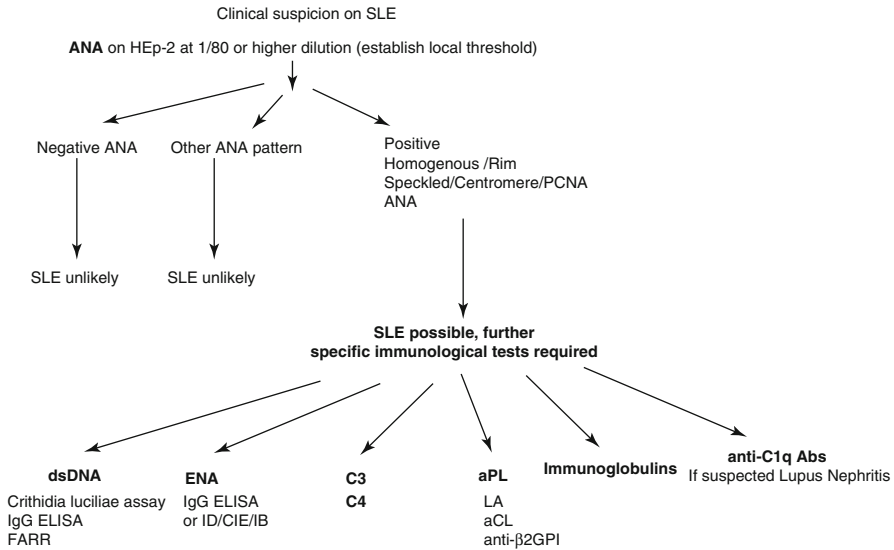 Clinical suspicion on SLE
ANA on HEp-2 at 1/80 or higher dilution (establish local threshold)
Negative ANA
Other ANA pattern
Positive
Homogenous /Rim
Speckled/Centromere/PCNA
ANA
SLE unlikely
SLE unlikely
SLE possible, further
specific immunological tests required
dsDNA
Crithidia luciliae assay
IgG ELISA
FARR
ENA
IgG ELISA
or ID/CIE/IB
C3
C4
aPL
LA
aCL
anti-β2GPI
Immunoglobulins
anti-C1q Abs
If suspected Lupus Nephritis